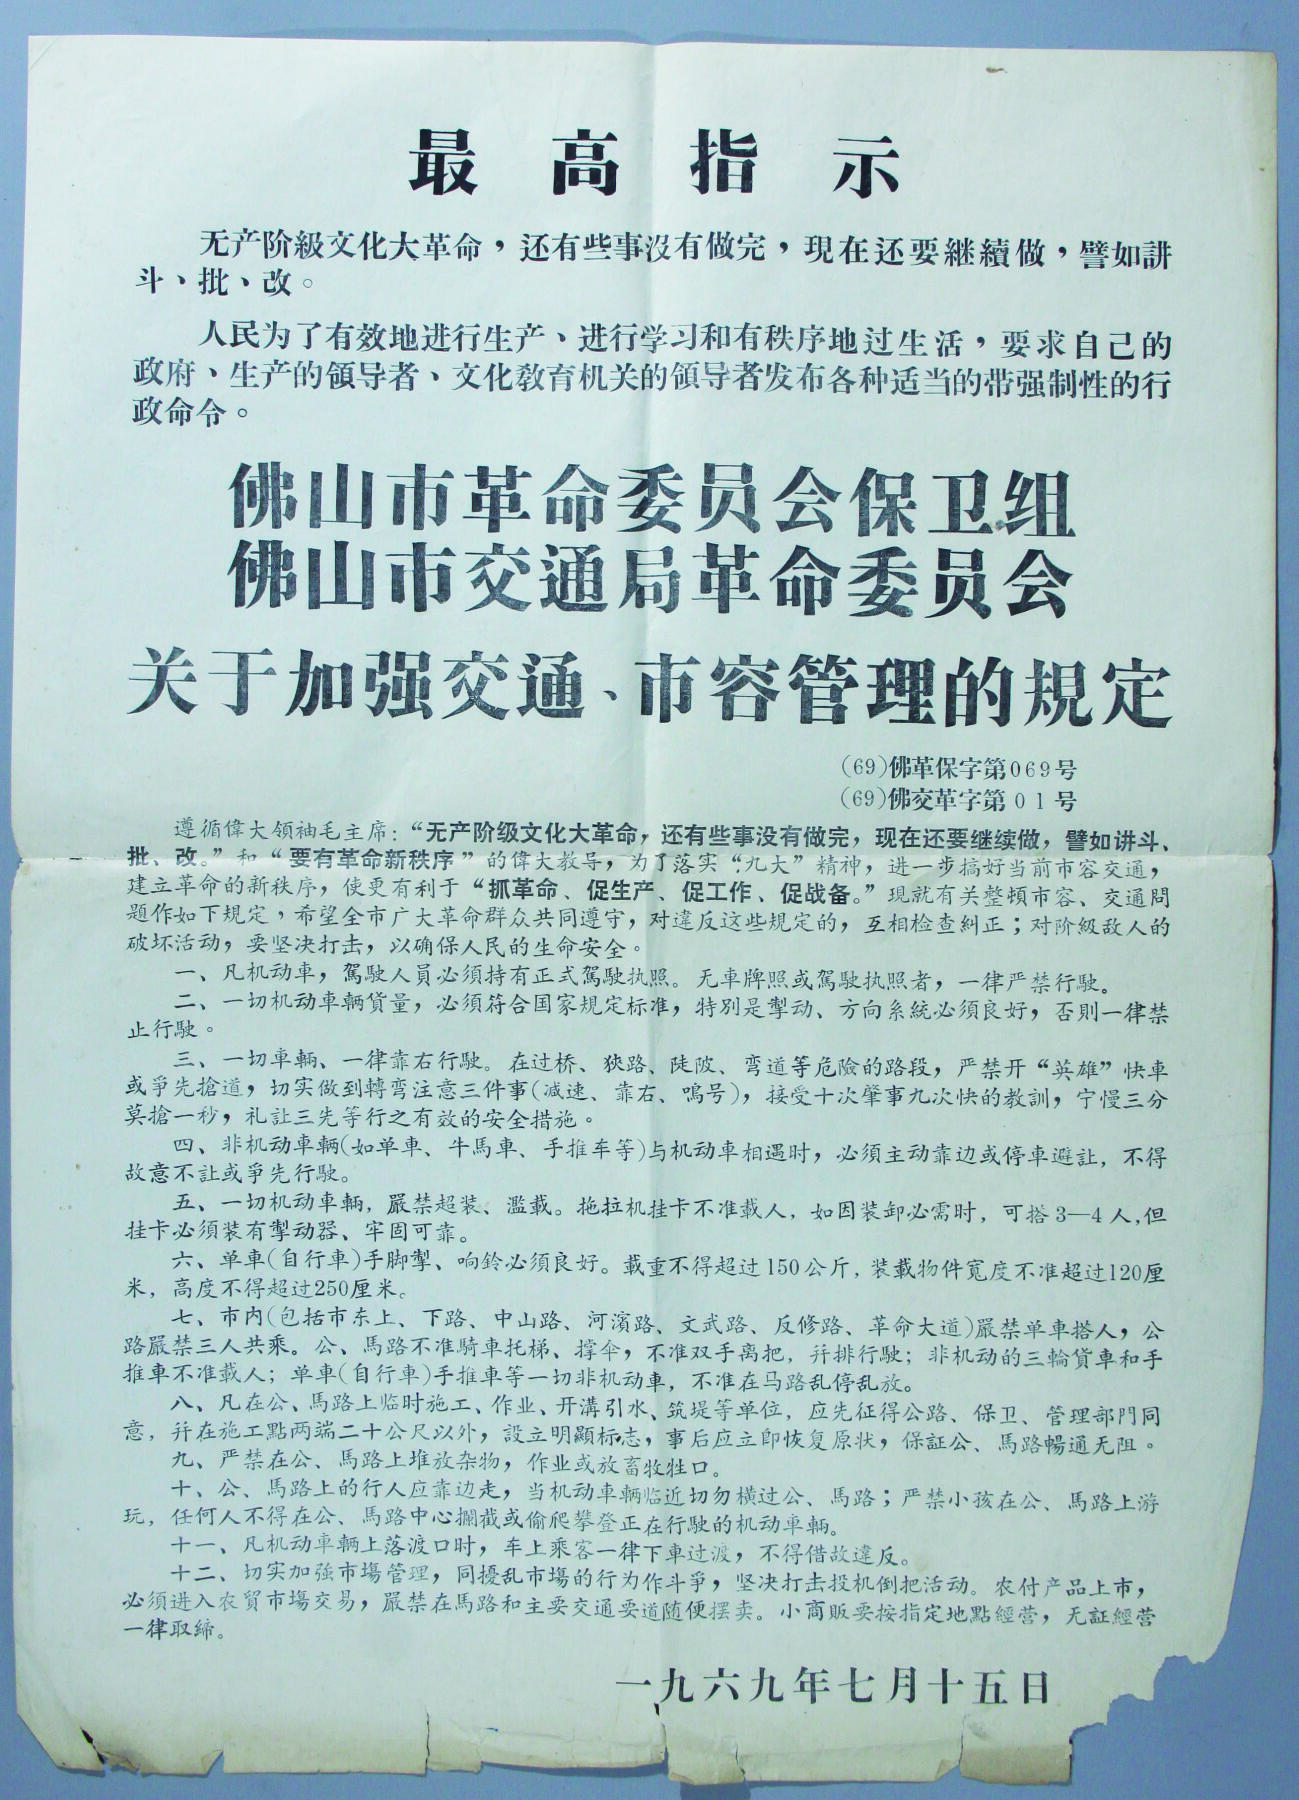 最高指示
无产阶級文化大革命，还有些事沒有做完，現在还要継續做，譬如讲
斗、批、改。
人民为了有效地进行生产、进行学习和有秩序地过生活，要求自己的
政府、生产的領导者、文化敎育机关的領导者发布各种适当的带强制性的行
政命令。
佛山市革命委员会保卫组
佛山市交通局革命委员会
关于加强交通、市容管理的規定
(69)佛革保字第069号
(69)佛交革字第01号
遵循偉大領袖毛主席：“无产阶级文化大革命，还有些事没有做完，现在还要继续做，譬如讲斗、
批、改。”和“要有革命新秩序”的偉大教导，为了落实“九大”精神，进一步搞好当前市容交通，
建立革命的新秩序，使更有利于“抓革命、促生产、促工作、促战备。”現就有关整頓市容、交通問
題作如下規定，希望全市广大革命群众共同遵守，对違反这些規定的，互相检查糾正；对阶級敌人的
破坏活动，要坚决打击，以确保人民的生命安全。
一、凡机动車，駕駛人員必須持有正式駕駛执照。无車牌照或駕駛执照者，一律严禁行駛。
二、一切机动車輛貭量，必須符合国家規定标准，特別是掣动、方向系統必須良好，否則一律禁
止行駛。
三、一切車輛、一律靠右行駛。在过桥、狹路、陡陂、弯道等危險的路段，严禁开“英雄”快車
或爭先搶道，切实做到轉弯注意三件事(减速、靠右、鳴号)，接受十次肇事九次快的教訓，宁慢三分
莫搶一秒，礼註三先等行之有效的安全措施。
四、非机动車輛(如单車、牛馬車、手推车等)与机动車相遇时，必須主动靠边或停車避註，不得
故意不註或爭先行駛。
五、一切机动車輛，嚴禁超装、濫載。拖拉机挂卡不准載人，如因装卸必需时，可搭3—4人,但
挂卡必須装有掣动器、牢固可靠。
六、单車(自行車)手脚掣、响鈴必須良好。載重不得超过150公斤，装載物件寬度不准超过120厘
米，高度不得超过250厘米。
七、市内(包括市东上、下路、中山路、河濱路、文武路、反修路、革命大道)嚴禁单車搭人，公
路嚴禁三人共乘。公、馬路不准騎車托梯、撑伞，不准双手离把，幷排行駛；非机动的三輪貨車和手
推車不准載人；单車(自行車)手推車等一切非机动車，不准在马路乱停乱放。
八、凡在公、馬路上临时施工、作业、开溝引水、筑堤等单位，应先征得公路、保卫、管理部門同
意，幷在施工點两端二十公尺以外，設立明顯标志，事后应立卽恢复原状，保証公、馬路暢通无阻。
九、严禁在公、馬路上堆放杂物，作业或放畜牧牲口。
十、公、馬路上的行人应靠边走，当机动車輛临近切勿横过公、馬路；严禁小孩在公、馬路上游
玩，任何人不得在公、馬路中心攔截或偷爬攀登正在行駛的机动車輛。
十一、凡机动車輛上落渡口时，车上乘客一律下車过渡，不得借故違反。
十二、切实加強市場管理，同擾乱市場的行为作斗爭，坚决打击投机倒把活动。农付产品上市，
必須进入农貿市場交易，嚴禁在馬路和主要交通要道随便摆卖。小商販要按指定地點經营，无証經营
一律取締。
一九六九年七月十五日